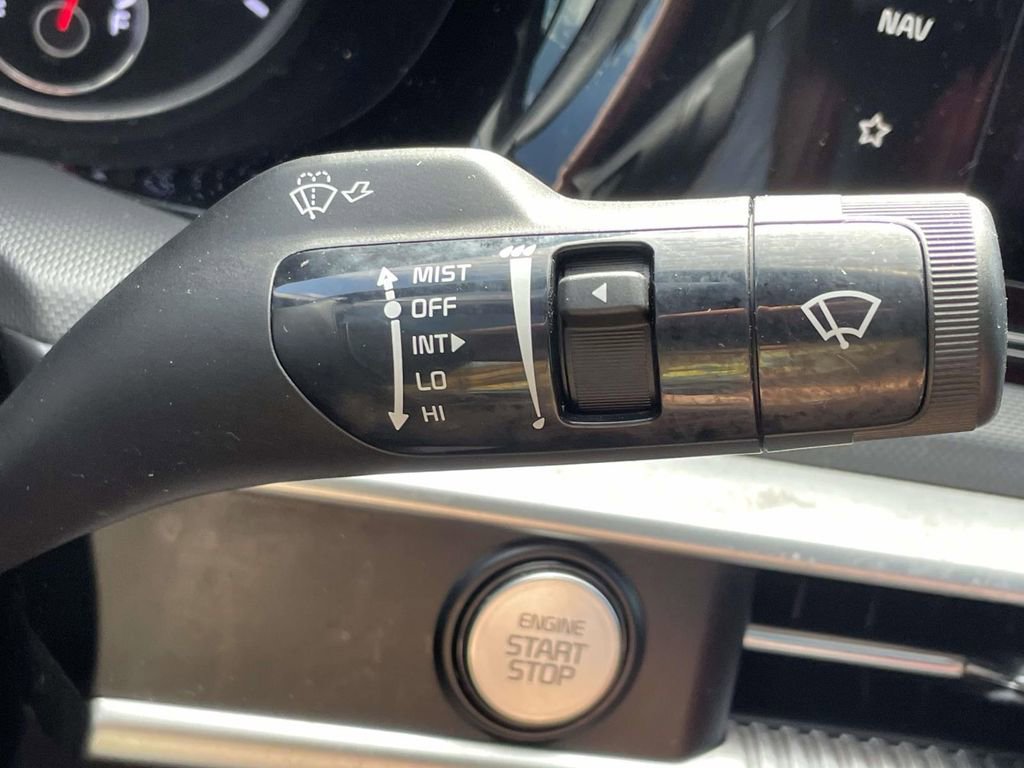 F
NAV
MIST
OFF
INT
LO
HI
ENGINE
START
STOP